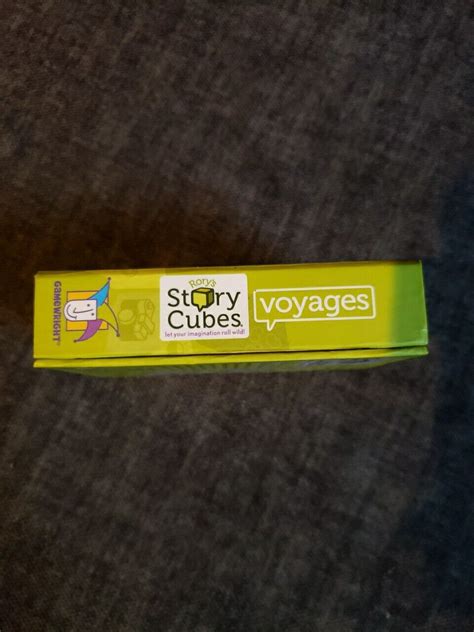 GAMEWRIGHT
Rory's
Story
Cubes
let your imagination roll wild!
voyages